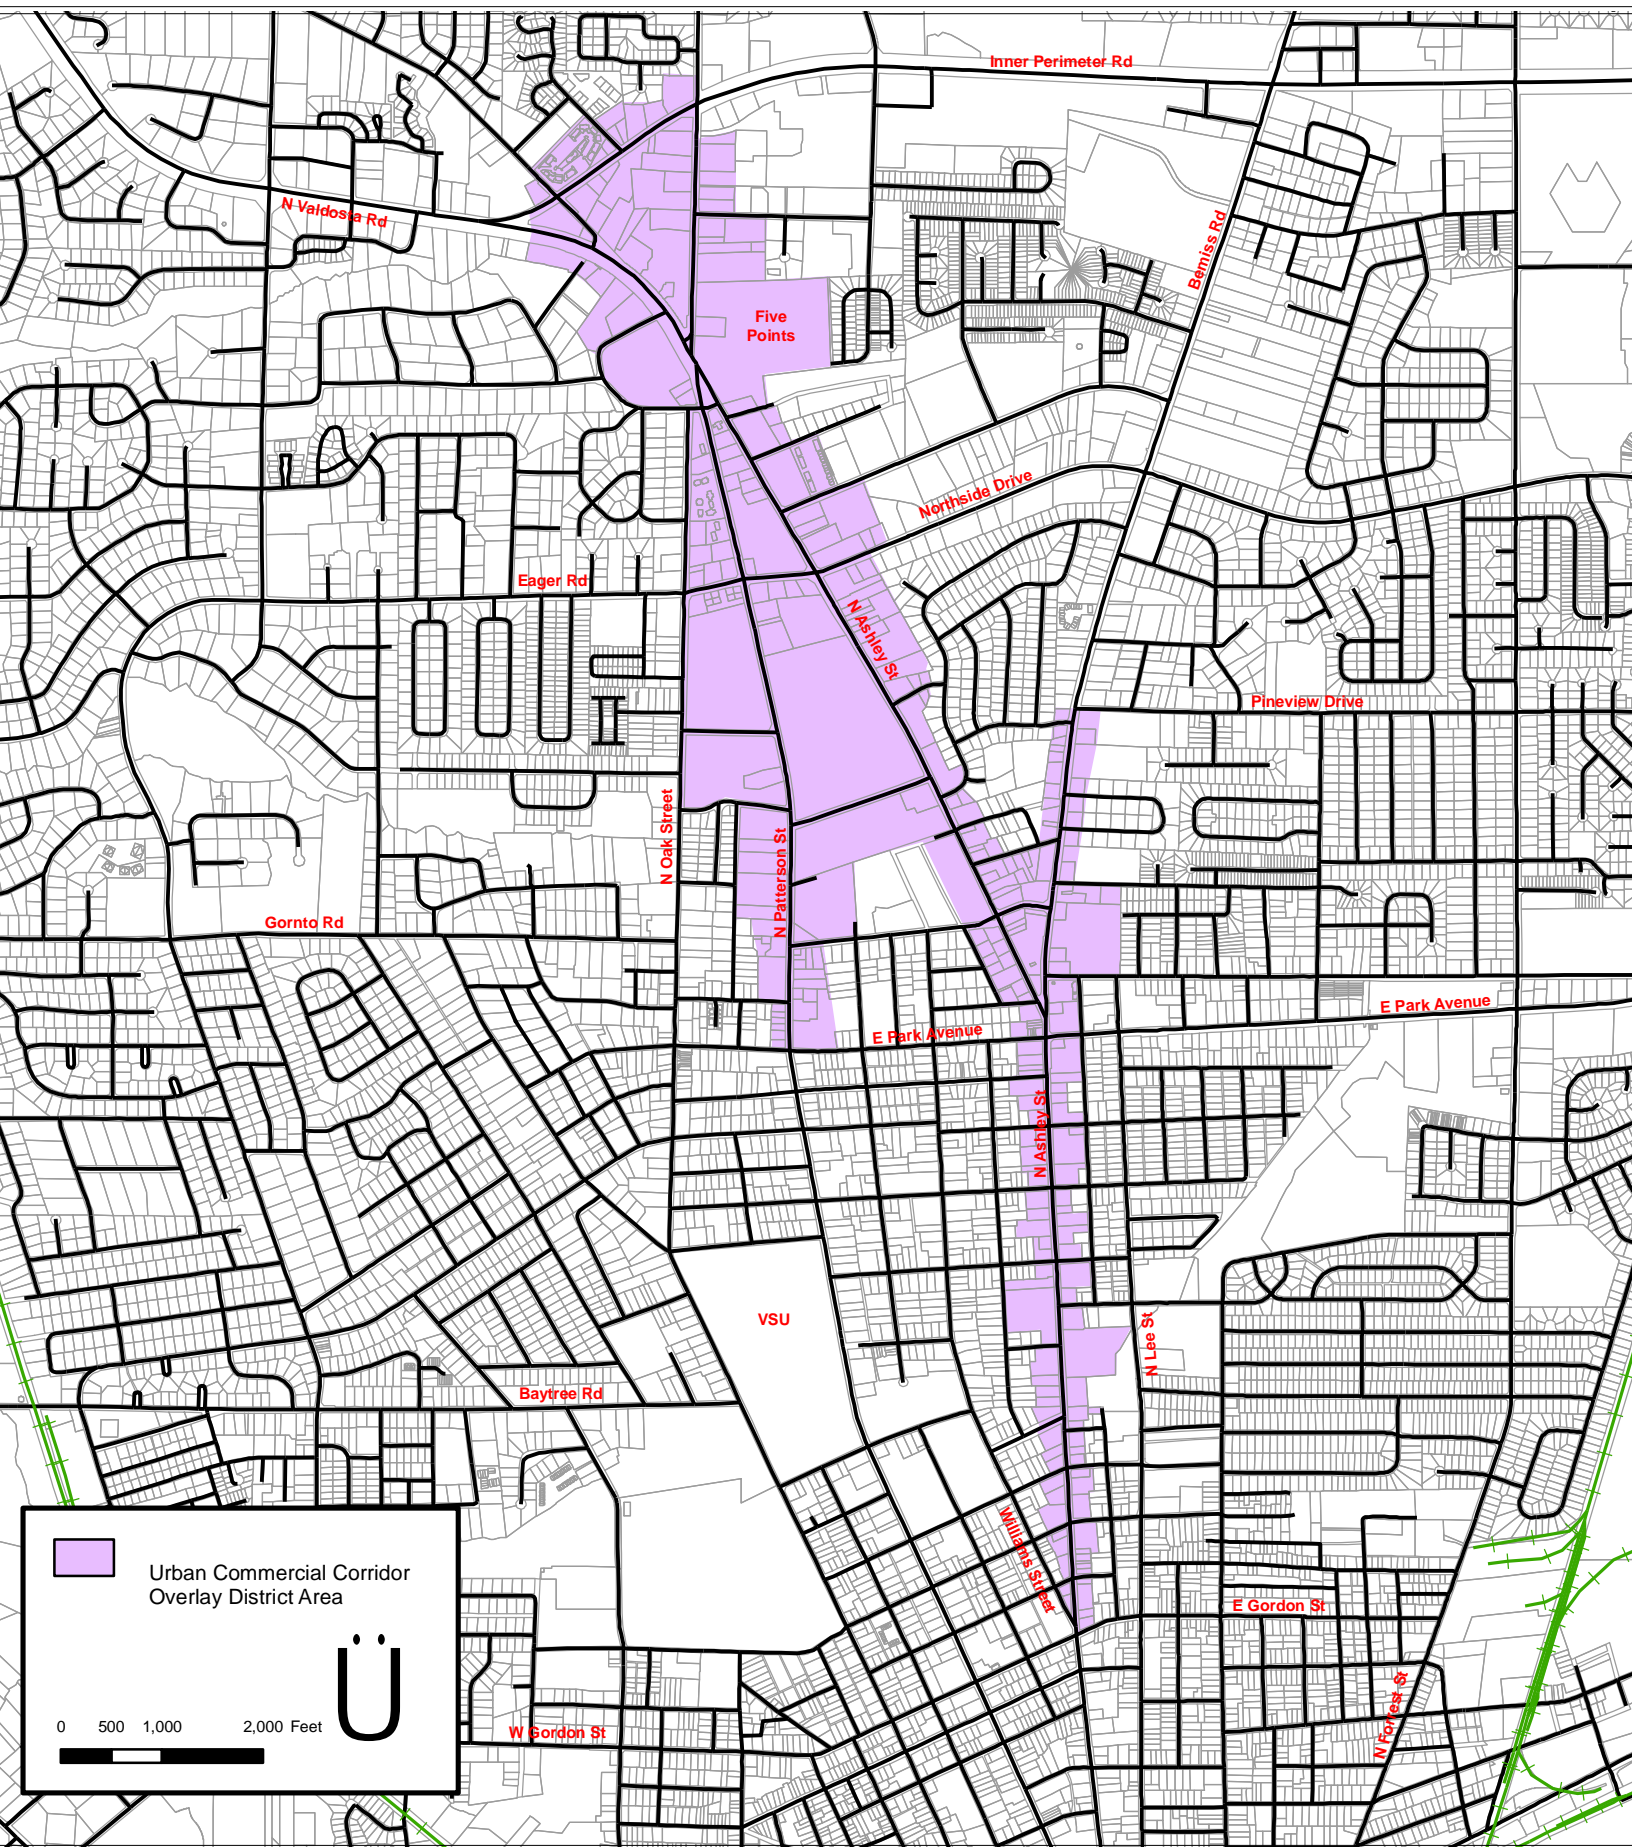 Inner Perimeter Rd
N Valdosta Rd
Bemiss Rd
Five
Points
Northside Drive
Eager Rd
N Ashley St
Pineview Drive
N Oak Street
N Patterson St
Gornto Rd
E Park Avenue
E Park Avenue
N Ashley St
VSU
N Lee St
Baytree Rd
Williams Street
E Gordon St
N Forrest St
W Gordon St
Urban Commercial Corridor
Overlay District Area
Ü
0 500 1,000 2,000 Feet